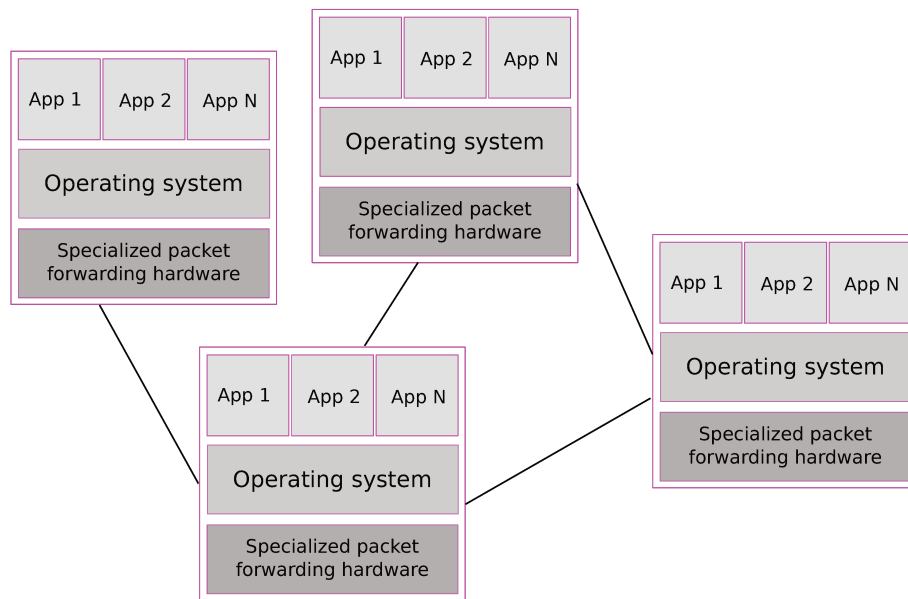 App 1
App 2
App N
Operating system
Specialized packet
forwarding hardware
App 1
App 2
App N
Operating system
Specialized packet
forwarding hardware
App 1
App 2
App N
Operating system
Specialized packet
forwarding hardware
App 1
App 2
App N
Operating system
Specialized packet
forwarding hardware